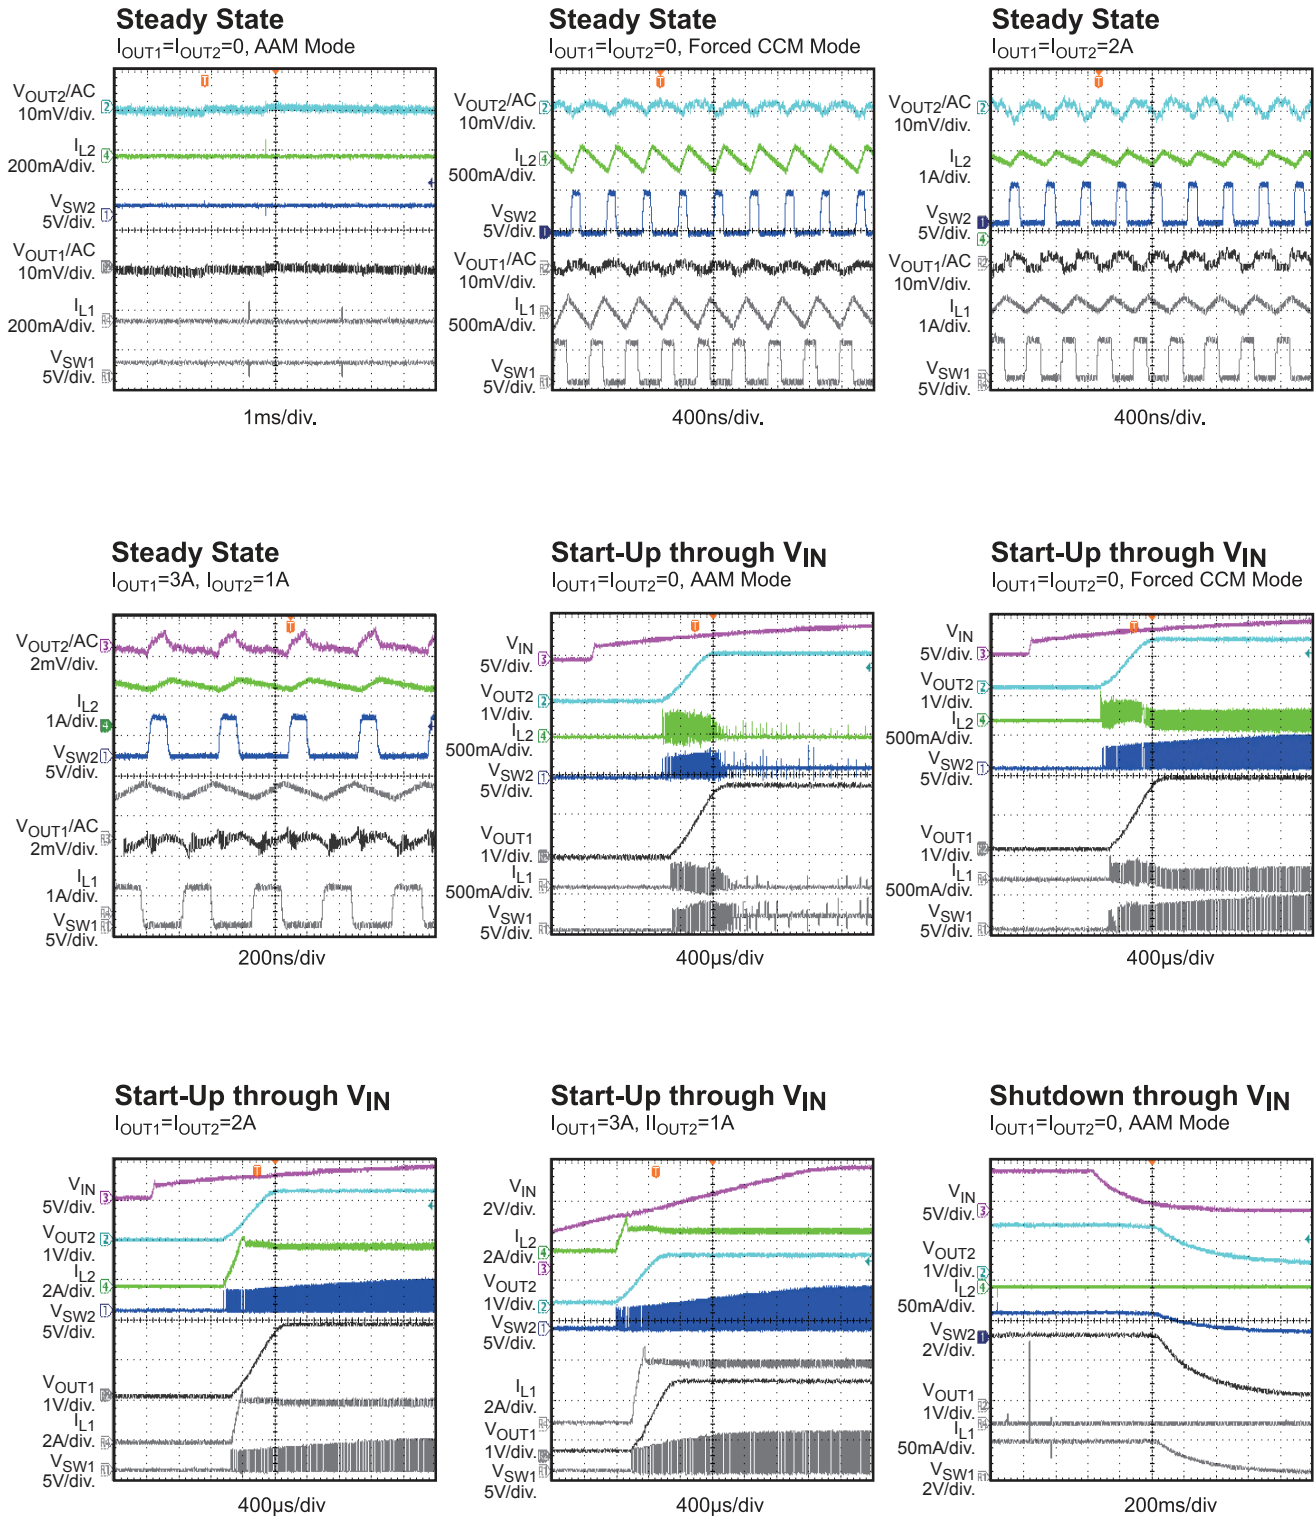 Steady State
IOUT1=IOUT2=0, AAM Mode
VOUT2/AC
10mV/div.
IL2
200mA/div.
VSW2
5V/div.
VOUT1/AC
10mV/div.
IL1
200mA/div.
VSW1
5V/div.
1ms/div.
Steady State
IOUT1=IOUT2=0, Forced CCM Mode
VOUT2/AC
10mV/div.
IL2
500mA/div.
VSW2
5V/div.
VOUT1/AC
10mV/div.
IL1
500mA/div.
VSW1
5V/div.
400ns/div.
Steady State
IOUT1=IOUT2=2A
VOUT2/AC
10mV/div.
IL2
1A/div.
VSW2
5V/div.
VOUT1/AC
10mV/div.
IL1
1A/div.
VSW1
5V/div.
400ns/div.
Steady State
IOUT1=3A, IOUT2=1A
VOUT2/AC
2mV/div.
IL2
1A/div.
VSW2
5V/div.
VOUT1/AC
2mV/div.
IL1
1A/div.
VSW1
5V/div.
200ns/div
Start-Up through VIN
IOUT1=IOUT2=0, AAM Mode
VIN
5V/div.
VOUT2
1V/div.
IL2
500mA/div.
VSW2
5V/div.
VOUT1
1V/div.
IL1
500mA/div.
VSW1
5V/div.
400µs/div
Start-Up through VIN
IOUT1=IOUT2=0, Forced CCM Mode
VIN
5V/div.
VOUT2
1V/div.
IL2
500mA/div.
VSW2
5V/div.
VOUT1
1V/div.
IL1
500mA/div.
VSW1
5V/div.
400µs/div
Start-Up through VIN
IOUT1=IOUT2=2A
VIN
5V/div.
VOUT2
1V/div.
IL2
2A/div.
VSW2
5V/div.
VOUT1
1V/div.
IL1
2A/div.
VSW1
5V/div.
400µs/div
Start-Up through VIN
IOUT1=3A, IIOUT2=1A
VIN
2V/div.
IL2
2A/div.
VOUT2
1V/div.
VSW2
5V/div.
IL1
2A/div.
VOUT1
1V/div.
VSW1
5V/div.
400µs/div
Shutdown through VIN
IOUT1=IOUT2=0, AAM Mode
VIN
5V/div.
VOUT2
1V/div.
IL2
50mA/div.
VSW2
2V/div.
VOUT1
1V/div.
IL1
50mA/div.
VSW1
2V/div.
200ms/div